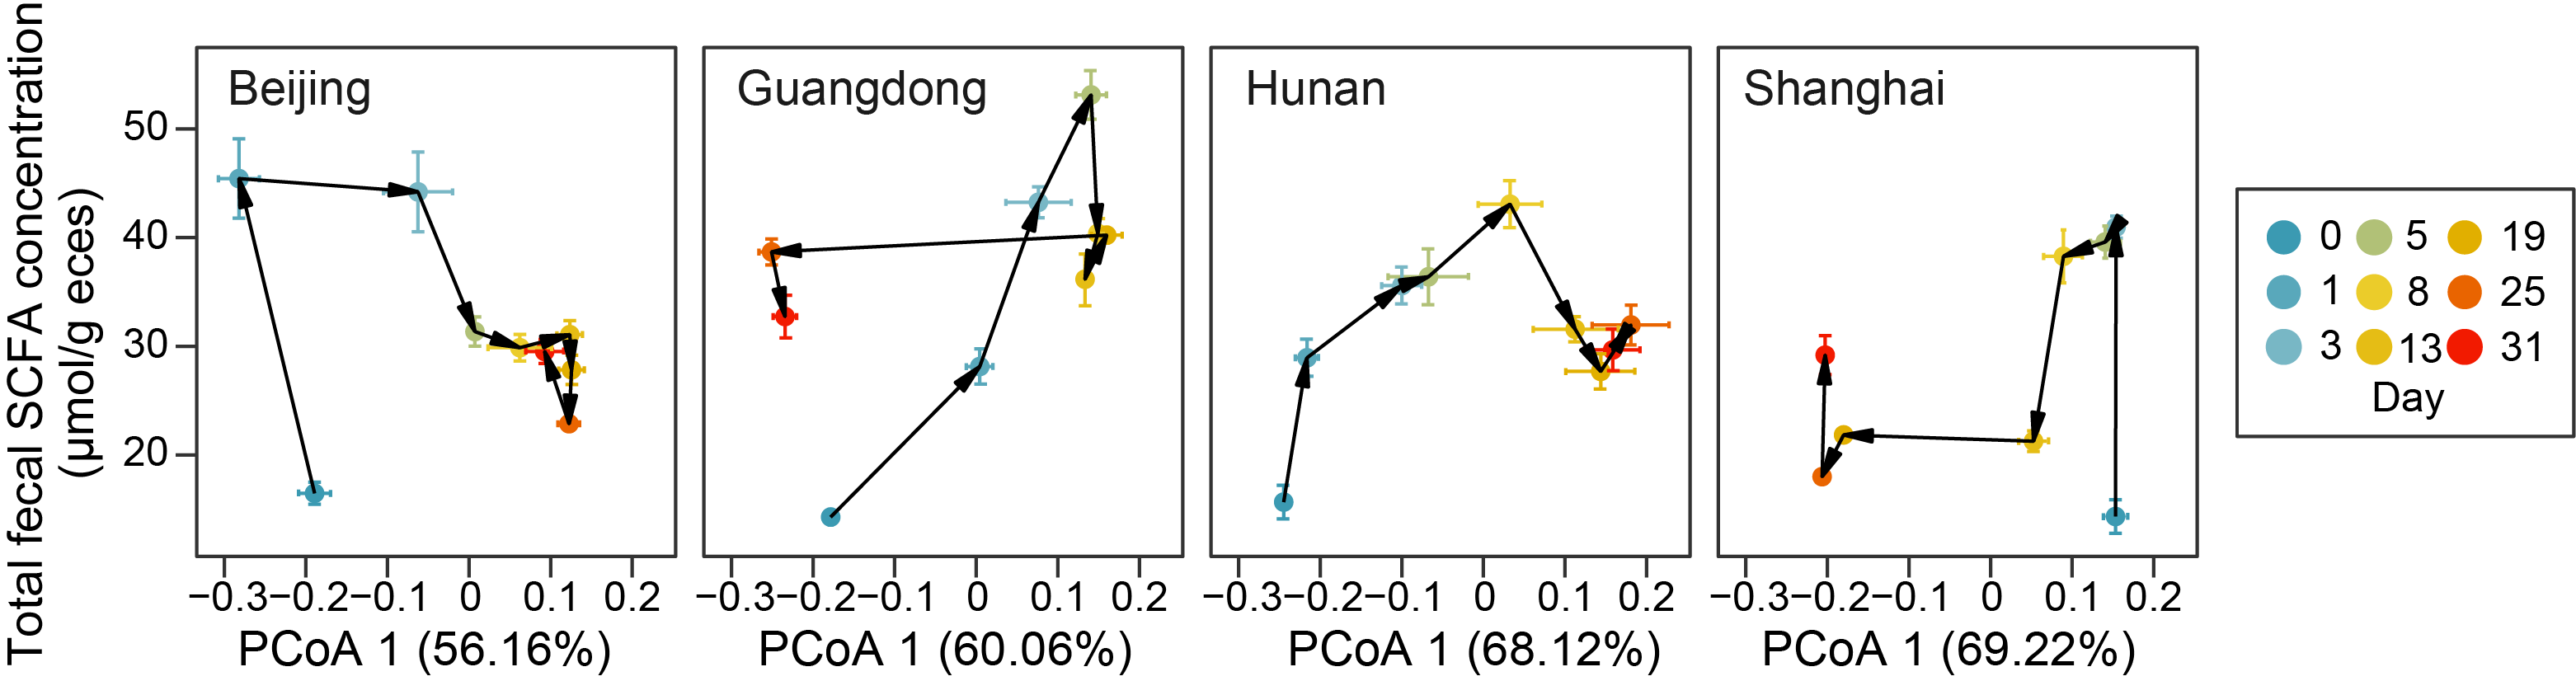 Total fecal SCFA concentration
(µmol/g eces)
50
40
30
20
Beijing
Guangdong
Hunan
Shanghai
−0.3 −0.2 −0.1 0 0.1 0.2
−0.3 −0.2 −0.1 0 0.1 0.2
−0.3 −0.2 −0.1 0 0.1 0.2
−0.3 −0.2 −0.1 0 0.1 0.2
PCoA 1 (56.16%)
PCoA 1 (60.06%)
PCoA 1 (68.12%)
PCoA 1 (69.22%)
0 5 19
1 8 25
3 13 31
Day